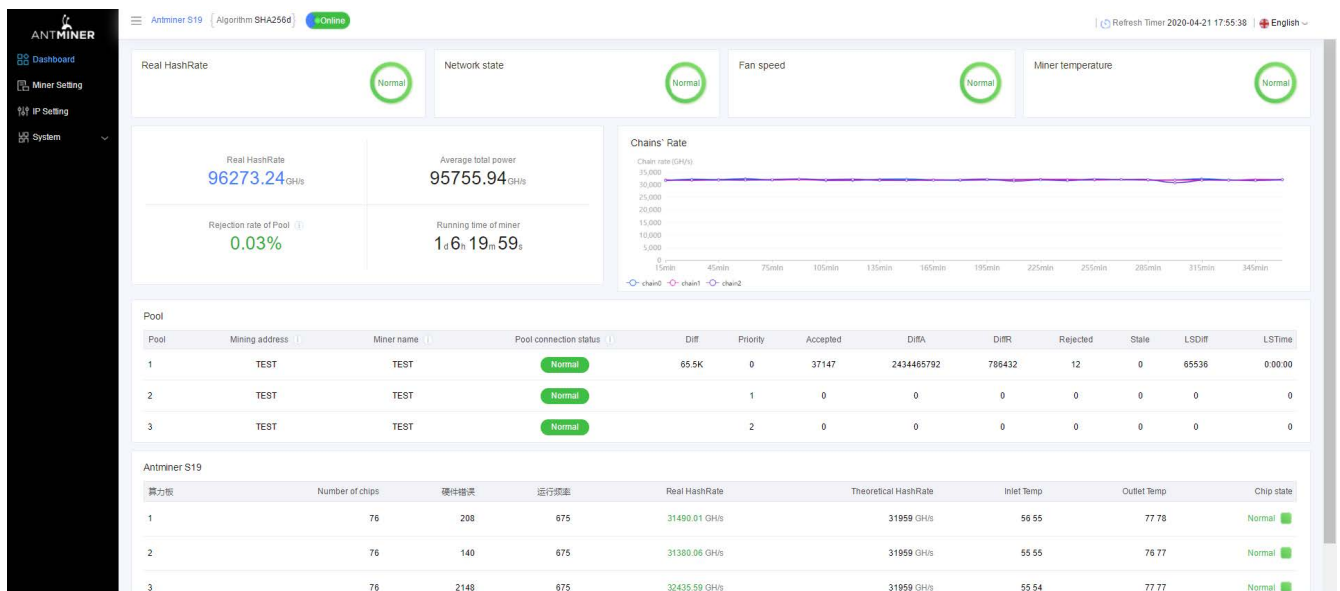 ANTMINER
Antminer S19 { Algorithm SHA256d } Online
Refresh Timer 2020-04-21 17:55:38 English
Dashboard
Miner Setting
IP Setting
System
Real HashRate Normal
Network state Normal
Fan speed Normal
Miner temperature Normal
Real HashRate
96273.24 GH/s
Average total power
95755.94 GH/s
Rejection rate of Pool
0.03%
Running time of miner
1d 6h 19m 59s
Chains` Rate
Chain rate (GH/s)
35,000
30,000
25,000
20,000
15,000
10,000
5,000
0
15min 45min 75min 105min 135min 165min 195min 225min 255min 285min 315min 345min
chain0 chain1 chain2
Pool
Pool Mining address Miner name Pool connection status Diff Priority Accepted DiffA DiffR Rejected Stale LSDiff LSTime
1 TEST TEST Normal 65.5K 0 37147 2434465792 786432 12 0 65536 0:00:00
2 TEST TEST Normal 1 0 0 0 0 0 0 0
3 TEST TEST Normal 2 0 0 0 0 0 0 0
Antminer S19
算力板 Number of chips 硬件错误 运行频率 Real HashRate Theoretical HashRate Inlet Temp Outlet Temp Chip state
1 76 208 675 31490.01 GH/s 31959 GH/s 56 55 77 78 Normal
2 76 140 675 31380.06 GH/s 31959 GH/s 55 55 76 77 Normal
3 76 2148 675 32435.59 GH/s 31959 GH/s 55 54 77 77 Normal